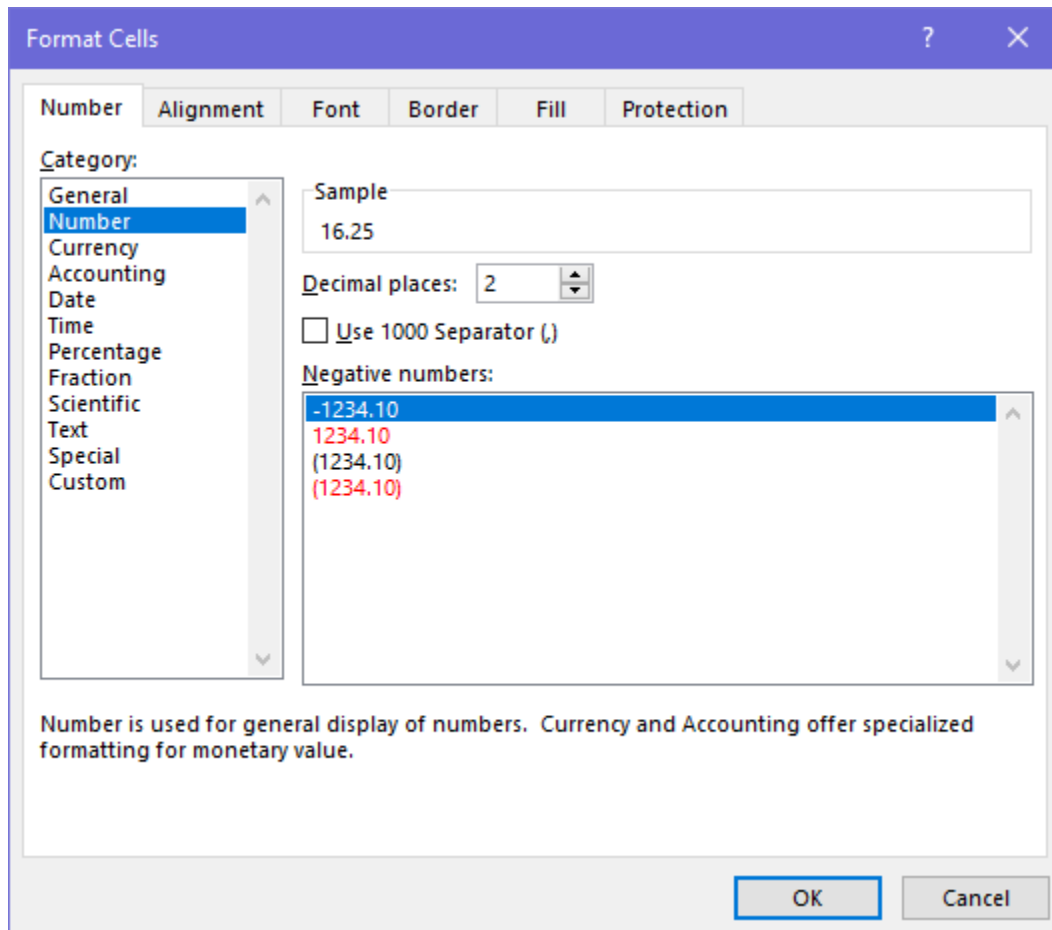 Format Cells
?
Number Alignment Font Border Fill Protection
Category:
General
Number
Currency
Accounting
Date
Time
Percentage
Fraction
Scientific
Text
Special
Custom
Sample
16.25
Decimal places: 2
Use 1000 Separator (,)
Negative numbers:
-1234.10
1234.10
(1234.10)
(1234.10)
Number is used for general display of numbers.  Currency and Accounting offer specialized
formatting for monetary value.
OK Cancel